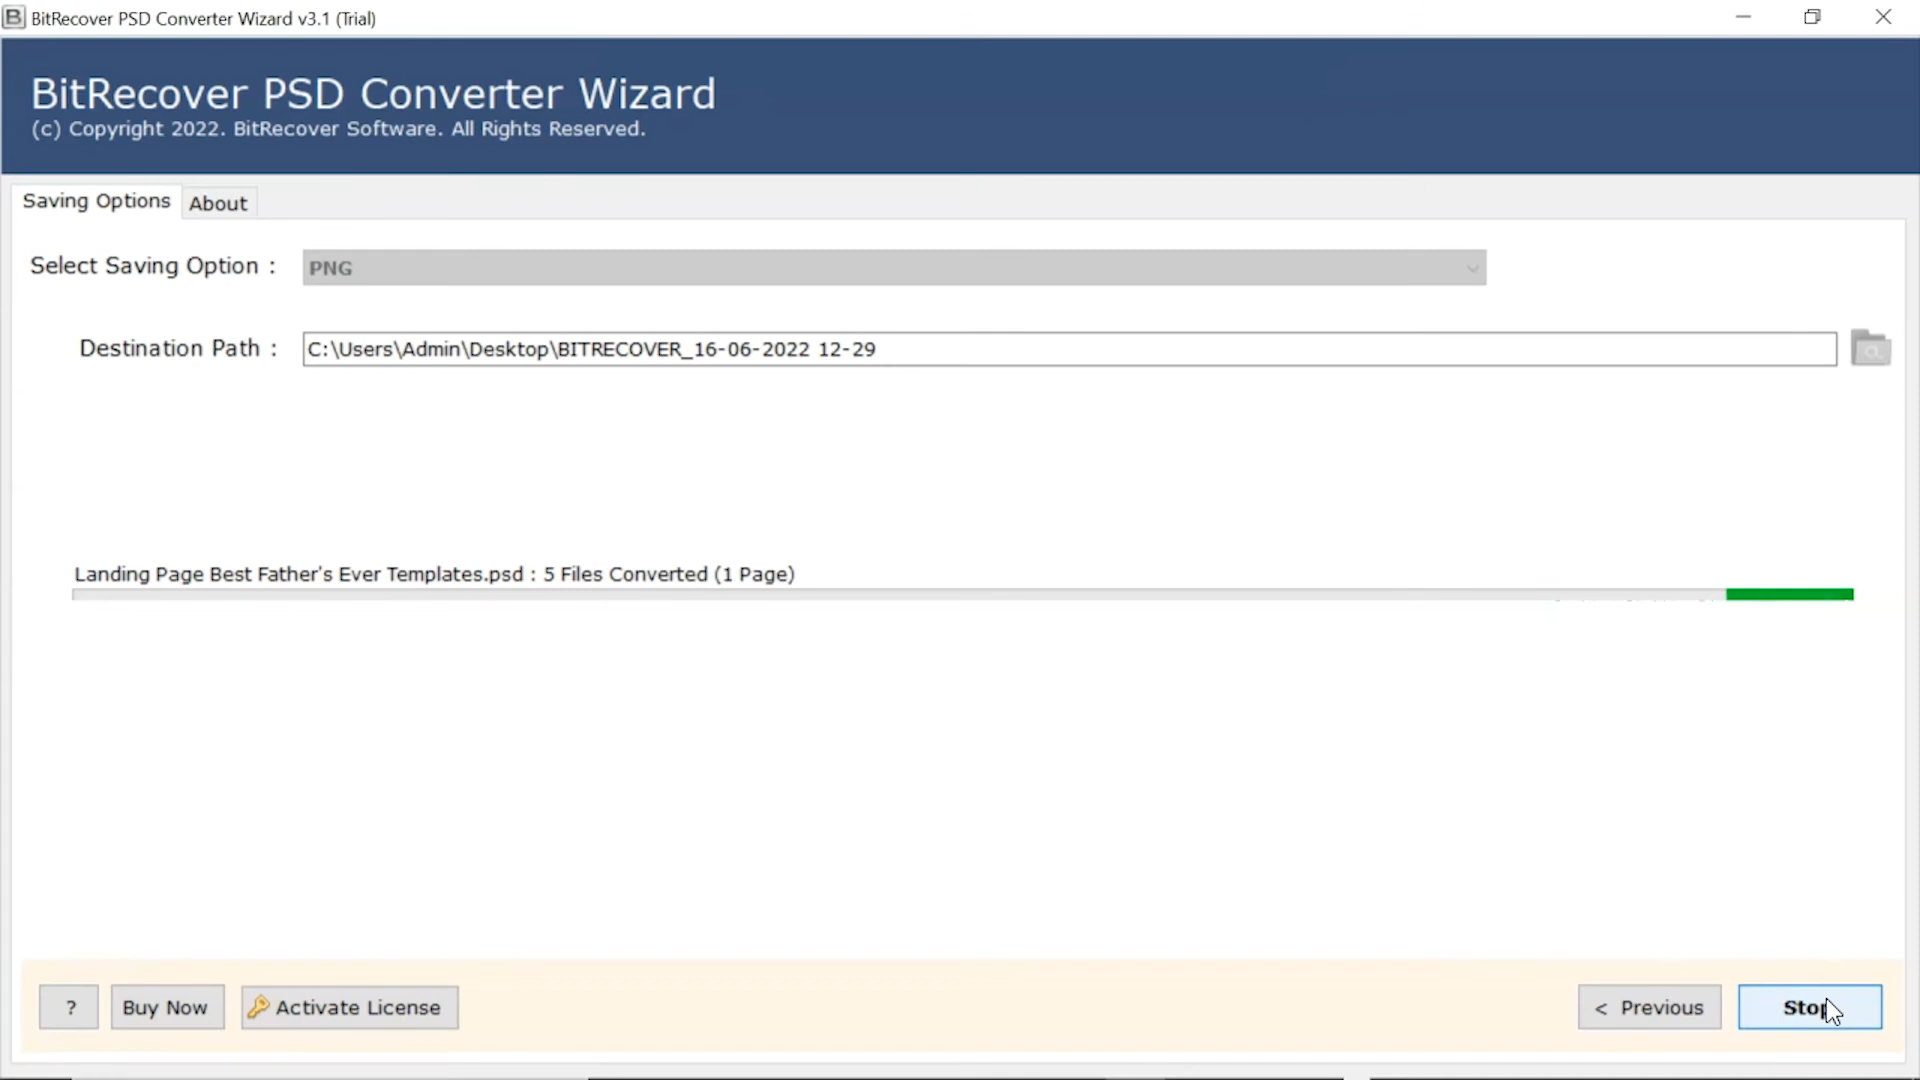 BitRecover PSD Converter Wizard v3.1 (Trial)
BitRecover PSD Converter Wizard
(c) Copyright 2022. BitRecover Software. All Rights Reserved.
Saving Options About
Select Saving Option : PNG
Destination Path : C:\Users\Admin\Desktop\BITRECOVER_16-06-2022 12-29
Landing Page Best Father's Ever Templates.psd : 5 Files Converted (1 Page)
? Buy Now Activate License < Previous Stop